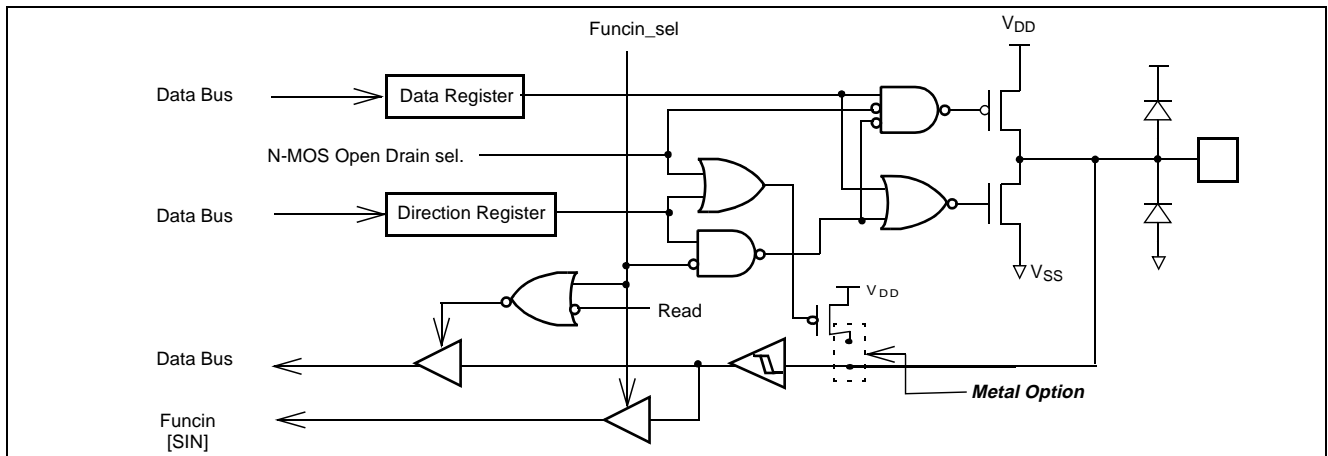 Funcin_sel
VDD
Data Bus
Data Register
N-MOS Open Drain sel.
Data Bus
Direction Register
VSS
VDD
Read
Data Bus
Metal Option
Funcin
[SIN]